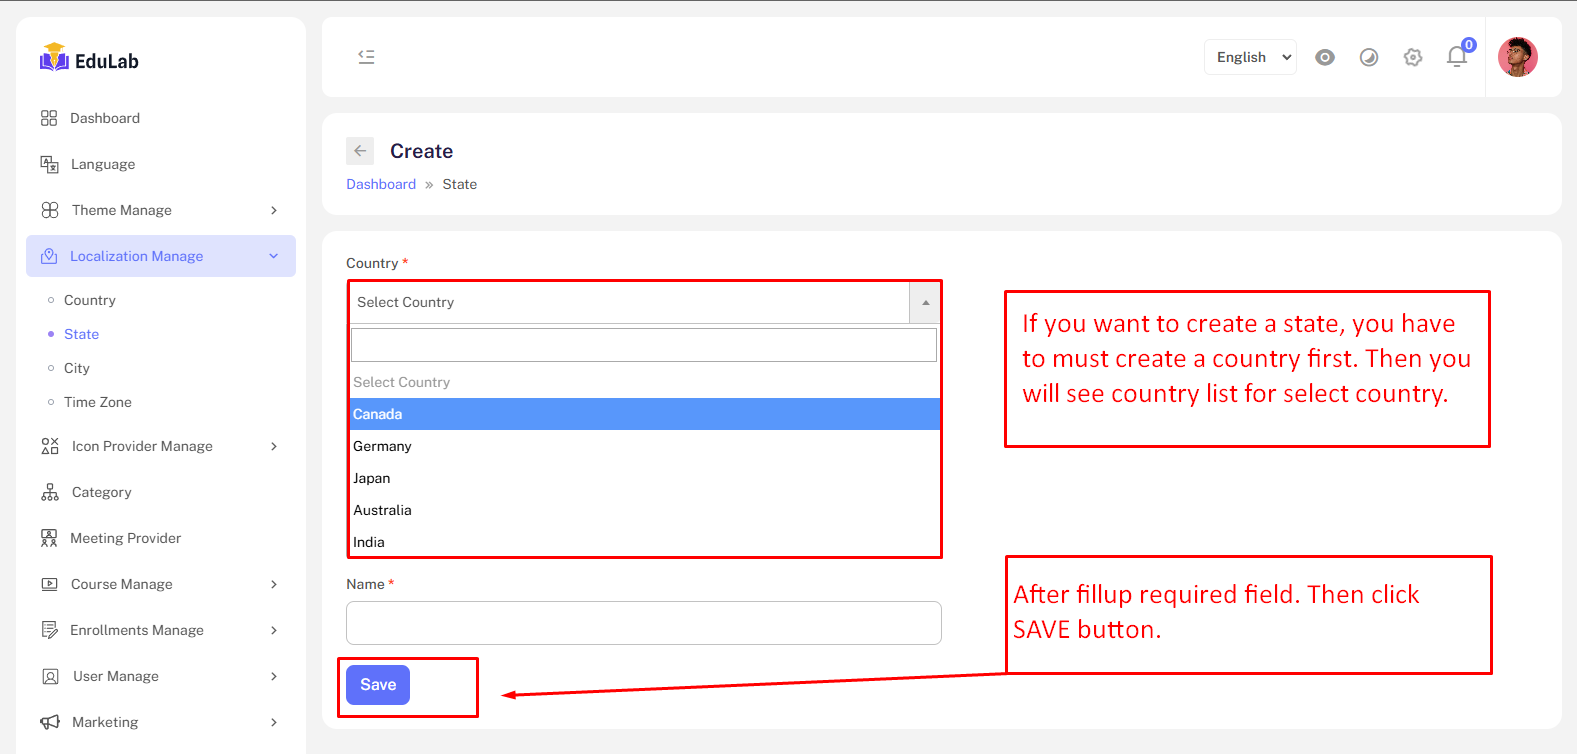 EduLab
Dashboard
Language
Theme Manage
Localization Manage
Country
State
City
Time Zone
Icon Provider Manage
Category
Meeting Provider
Course Manage
Enrollments Manage
User Manage
Marketing
English
0
Create
Dashboard » State
Country *
Select Country
Select Country
Canada
Germany
Japan
Australia
India
Name *
Save
If you want to create a state, you have
to must create a country first. Then you
will see country list for select country.
After fillup required field. Then click
SAVE button.